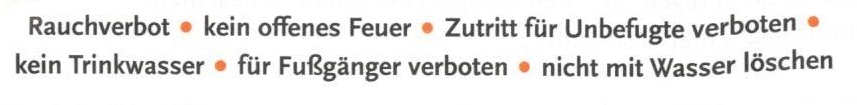 Rauchverbot • kein offenes Feuer • Zutritt für Unbefugte verboten •
kein Trinkwasser • für Fußgänger verboten • nicht mit Wasser löschen